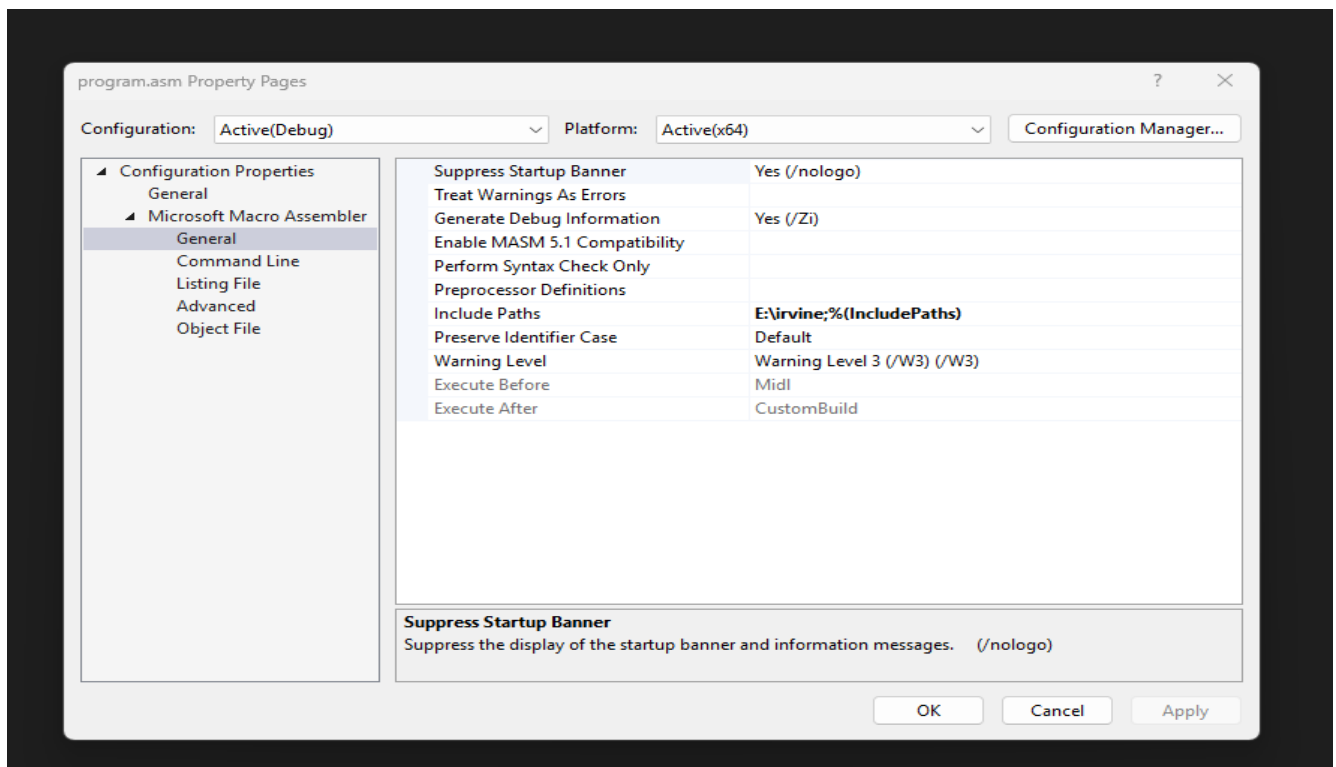 program.asm Property Pages
Configuration: Active(Debug) Platform: Active(x64) Configuration Manager...
Configuration Properties
General
Microsoft Macro Assembler
General
Command Line
Listing File
Advanced
Object File
Suppress Startup Banner Yes (/nologo)
Treat Warnings As Errors
Generate Debug Information Yes (/Zi)
Enable MASM 5.1 Compatibility
Perform Syntax Check Only
Preprocessor Definitions
Include Paths E:\irvine;%(IncludePaths)
Preserve Identifier Case Default
Warning Level Warning Level 3 (/W3) (/W3)
Execute Before Midl
Execute After CustomBuild
Suppress Startup Banner
Suppress the display of the startup banner and information messages. (/nologo)
OK Cancel Apply